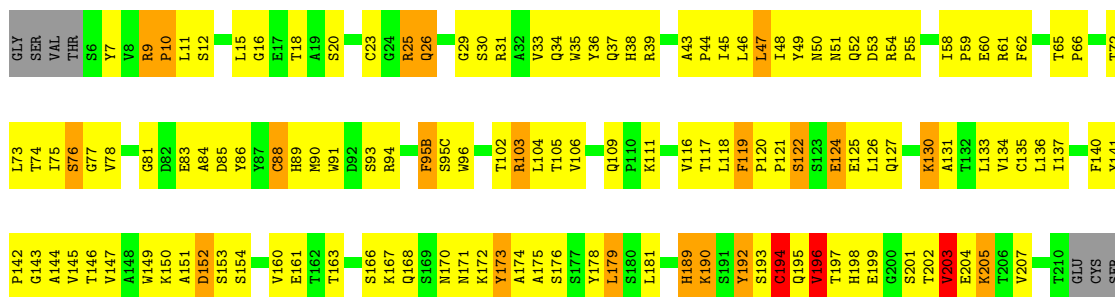 GLY SER VAL THR S6 Y7 V8 R9 P10 L11 S12 L15 G16 E17 T18 A19 S20 C23 G24 R25 Q26 G29 S30 R31 A32 V33 Q34 W35 Y36 Q37 H38 R39 A43 P44 I45 L46 L47 I48 Y49 N50 N51 Q52 D53 R54 P55 I58 P59 E60 R61 F62 T65 P66
L73 T74 I75 S76 G77 V78 G81 D82 E83 A84 D85 Y86 Y87 C88 H89 M90 W91 D92 S93 R94 F95B S95C W96 T102 R103 L104 T105 V106 Q109 P110 K111 V116 T117 L118 F119 P120 P121 S122 S123 E124 E125 L126 Q127 K130 A131 T132 L133 V134 C135 L136 I137 F140
P142 G143 A144 V145 T146 V147 A148 W149 K150 A151 D152 S153 S154 V160 E161 T162 T163 S166 K167 Q168 S169 N170 N171 K172 Y173 A174 A175 S176 S177 Y178 L179 S180 L181 H189 K190 S191 Y192 S193 C194 Q195 V196 T197 H198 E199 G200 S201 T202 V203 E204 K205 T206 V207 T210 GLU CYS SER